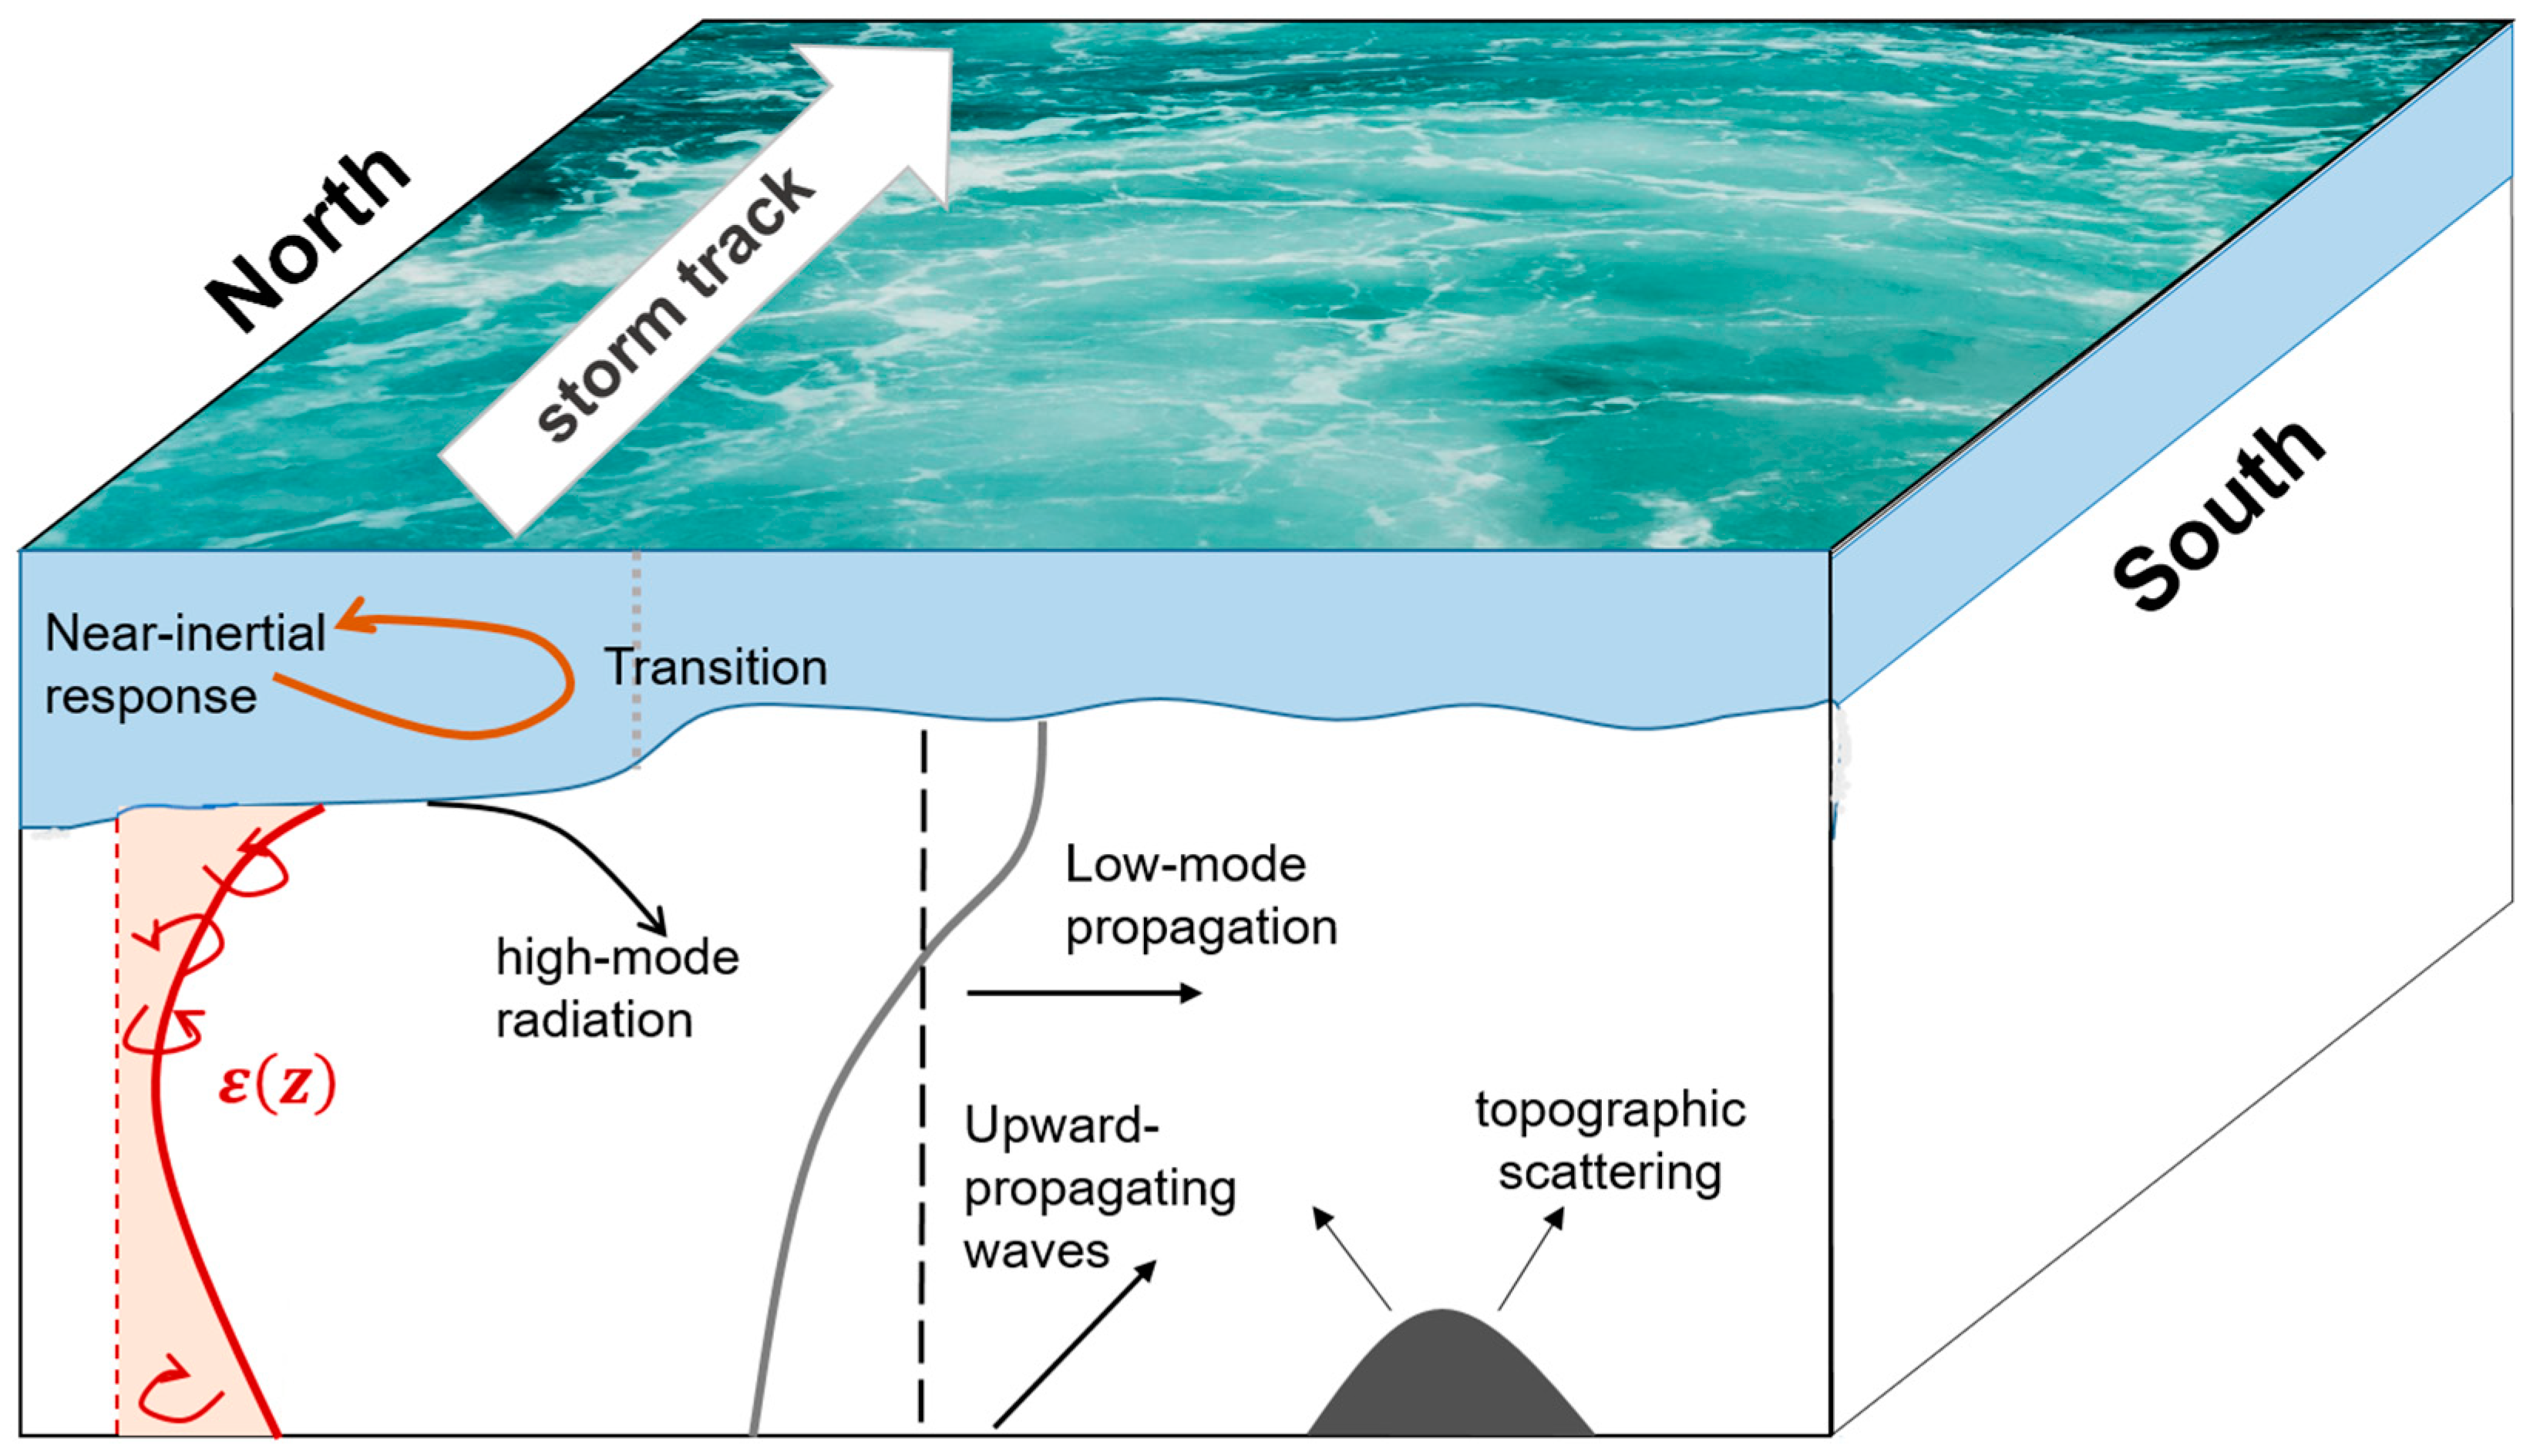 North
storm track
South
Near-inertial
response
Transition
high-mode
radiation
Low-mode
propagation
ε(z)
Upward-
propagating
waves
topographic
scattering